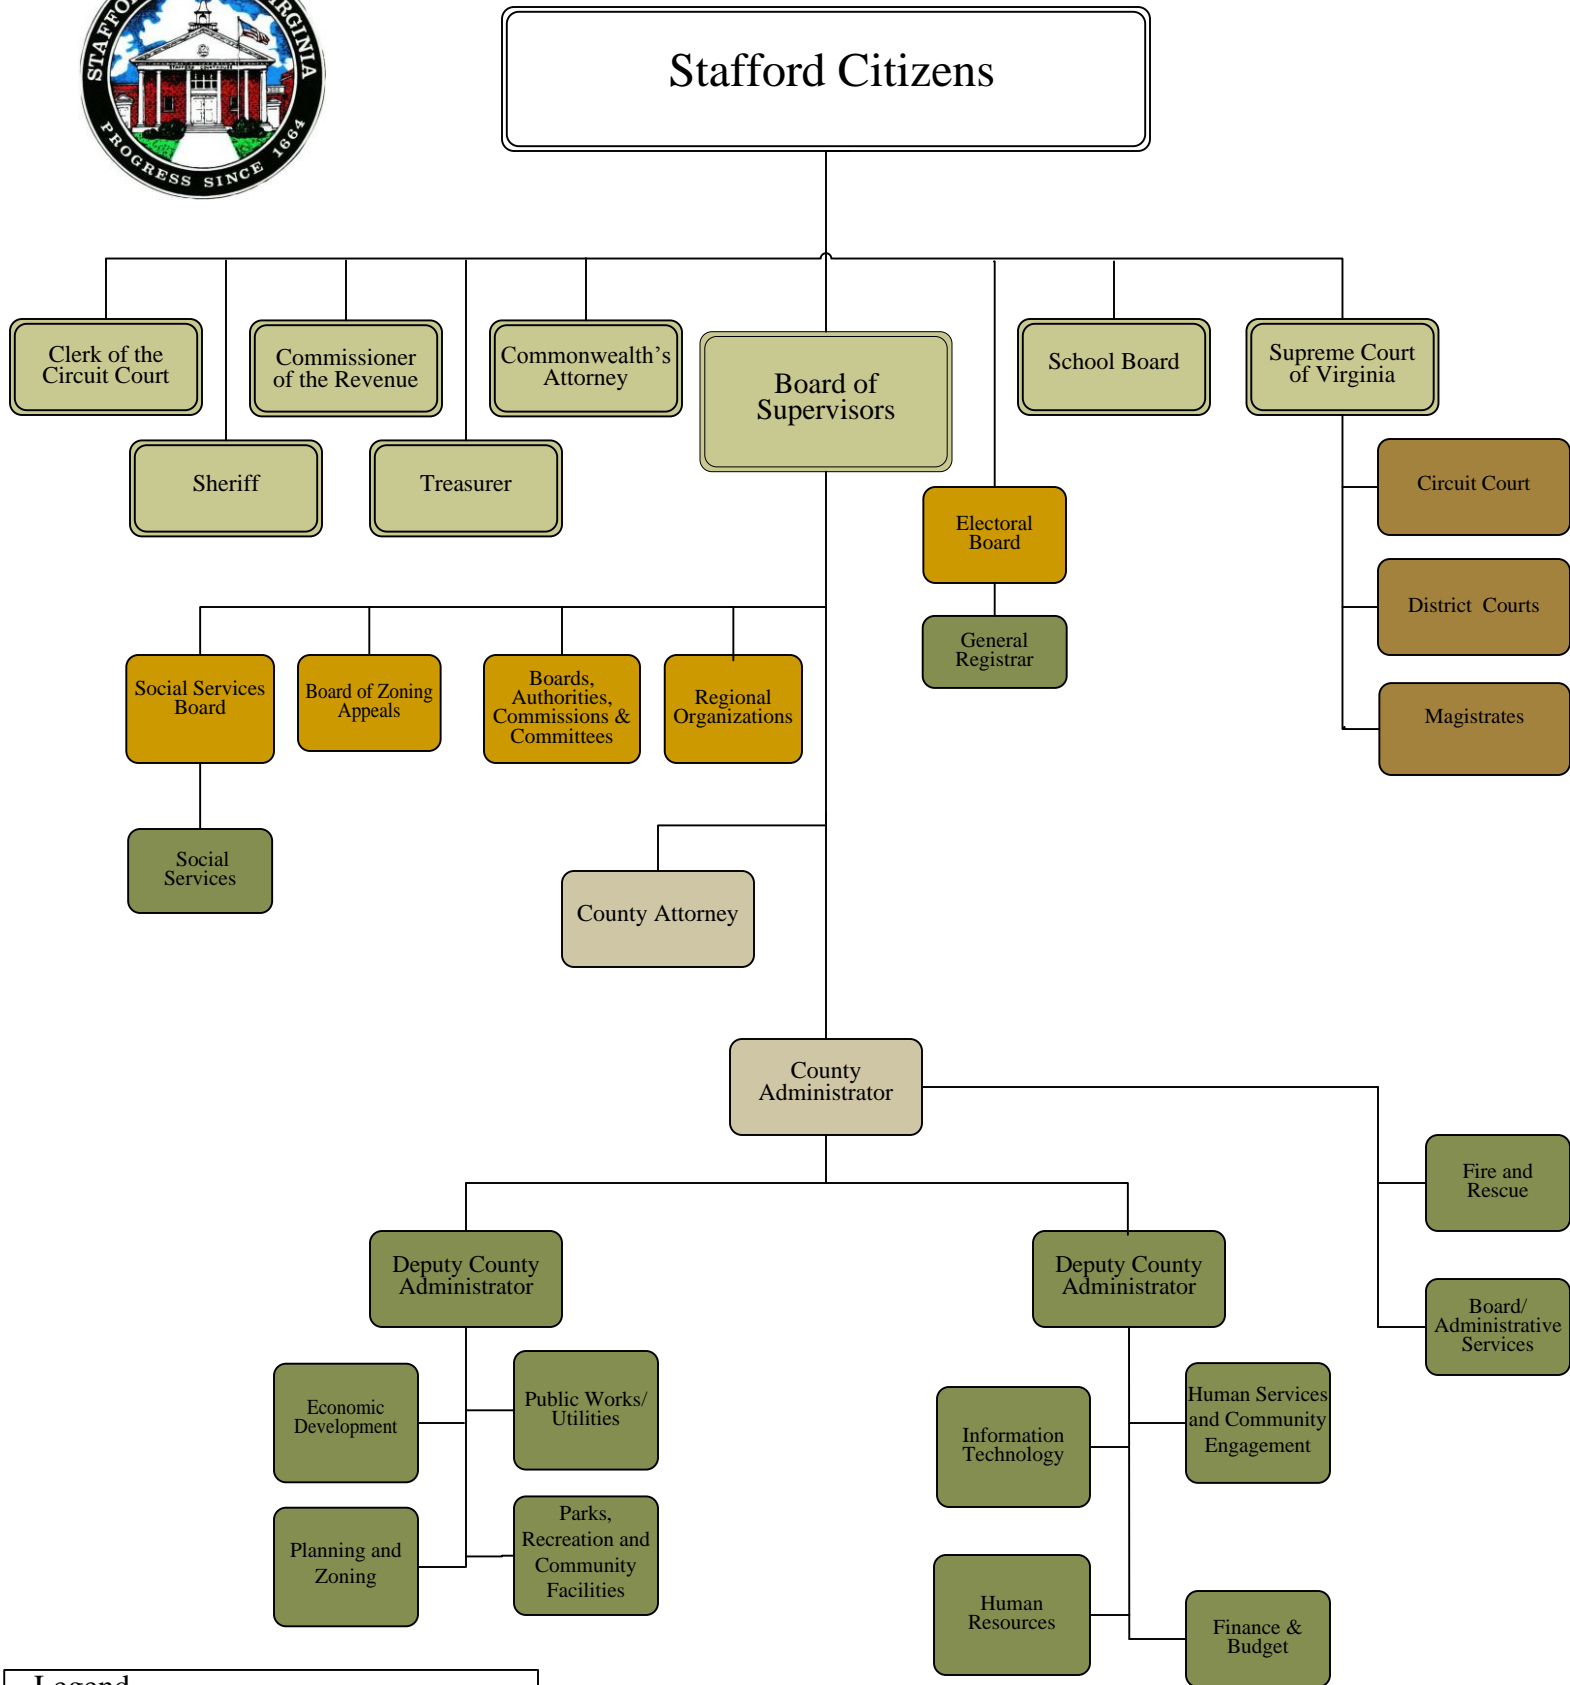 STAFFO
RGINIA
PROGRESS SINCE 1664
STAFFORD COURTHOUSE
Stafford Citizens
Clerk of the
Circuit Court
Commissioner
of the Revenue
Commonwealth’s
Attorney
Board of
Supervisors
School Board
Supreme Court
of Virginia
Sheriff
Treasurer
Circuit Court
Electoral
Board
District Courts
General
Registrar
Social Services
Board
Board of Zoning
Appeals
Boards,
Authorities,
Commissions &
Committees
Regional
Organizations
Magistrates
Social
Services
County Attorney
County
Administrator
Fire and
Rescue
Deputy County
Administrator
Deputy County
Administrator
Board/
Administrative
Services
Economic
Development
Public Works/
Utilities
Information
Technology
Human Services
and Community
Engagement
Planning and
Zoning
Parks,
Recreation and
Community
Facilities
Human
Resources
Finance &
Budget
Legend